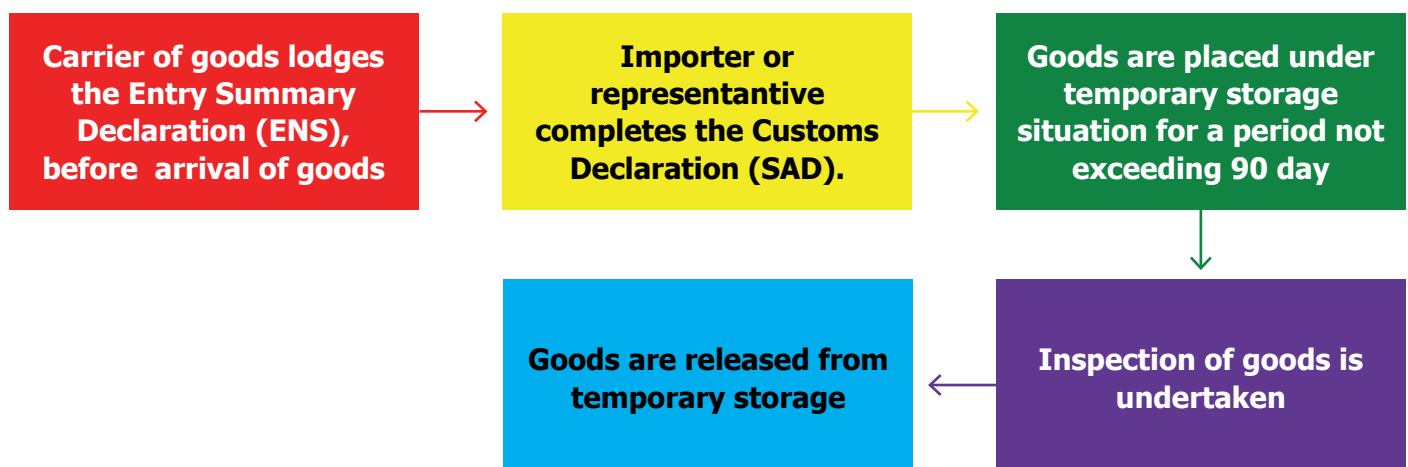 Carrier of goods lodges
the Entry Summary
Declaration (ENS),
before  arrival of goods
Importer or
representantive
completes the Customs
Declaration (SAD).
Goods are placed under
temporary storage
situation for a period not
exceeding 90 day
Inspection of goods is
undertaken
Goods are released from
temporary storage